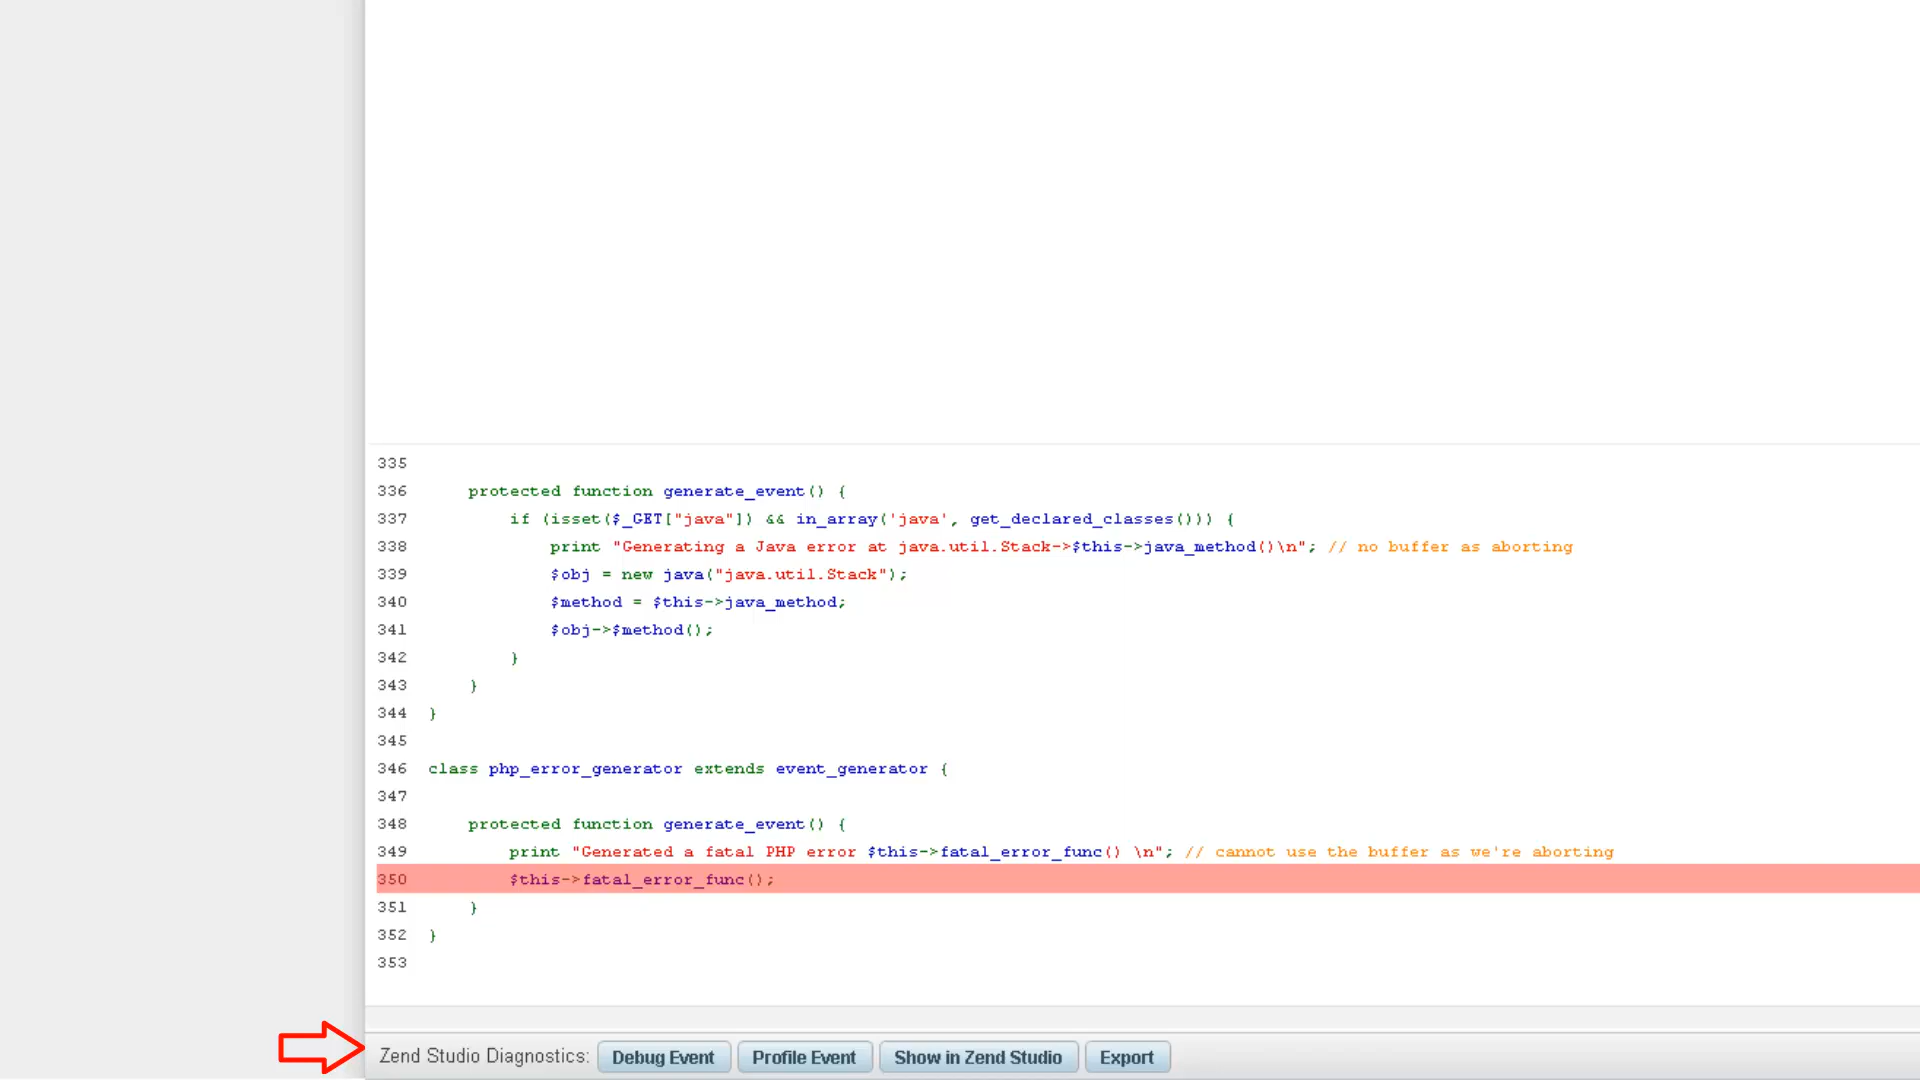 335
336 protected function generate_event() {
337 if (isset($_GET["java"]) && in_array('java', get_declared_classes())) {
338 print "Generating a Java error at java.util.Stack->$this->java_method()\n"; // no buffer as aborting
339 $obj = new java("java.util.Stack");
340 $method = $this->java_method;
341 $obj->$method();
342 }
343 }
344 }
345
346 class php_error_generator extends event_generator {
347
348 protected function generate_event() {
349 print "Generated a fatal PHP error $this->fatal_error_func() \n"; // cannot use the buffer as we're aborting
350 $this->fatal_error_func();
351 }
352 }
353
Zend Studio Diagnostics: Debug Event Profile Event Show in Zend Studio Export